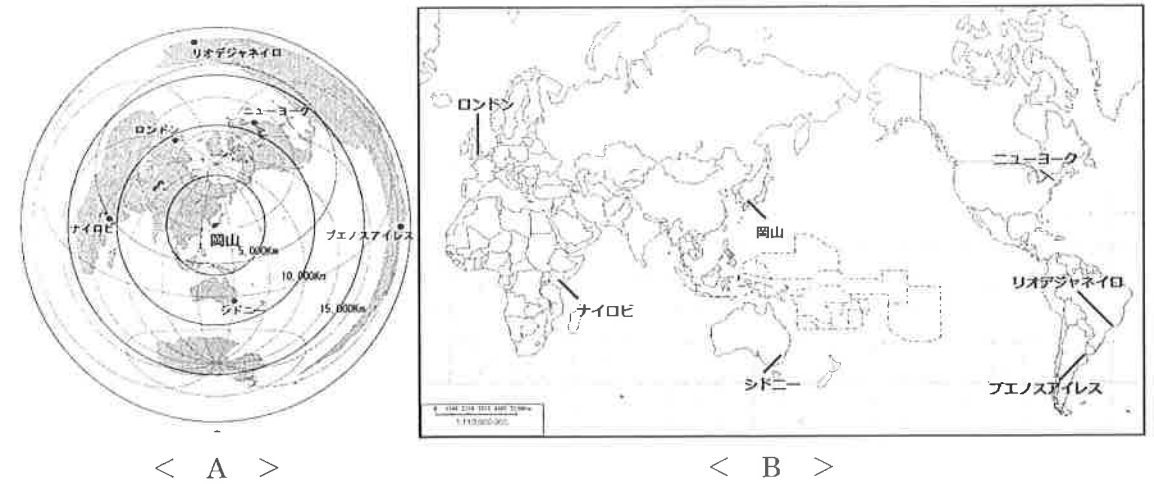 リオデジャネイロ
ニューヨーク
ロンドン
ナイロビ
岡山
ブエノスアイレス
5,000Km
10,000Km
シドニー
15,000Km
< A >
ロンドン
ニューヨーク
岡山
リオデジャネイロ
ナイロビ
シドニー
ブエノスアイレス
< B >